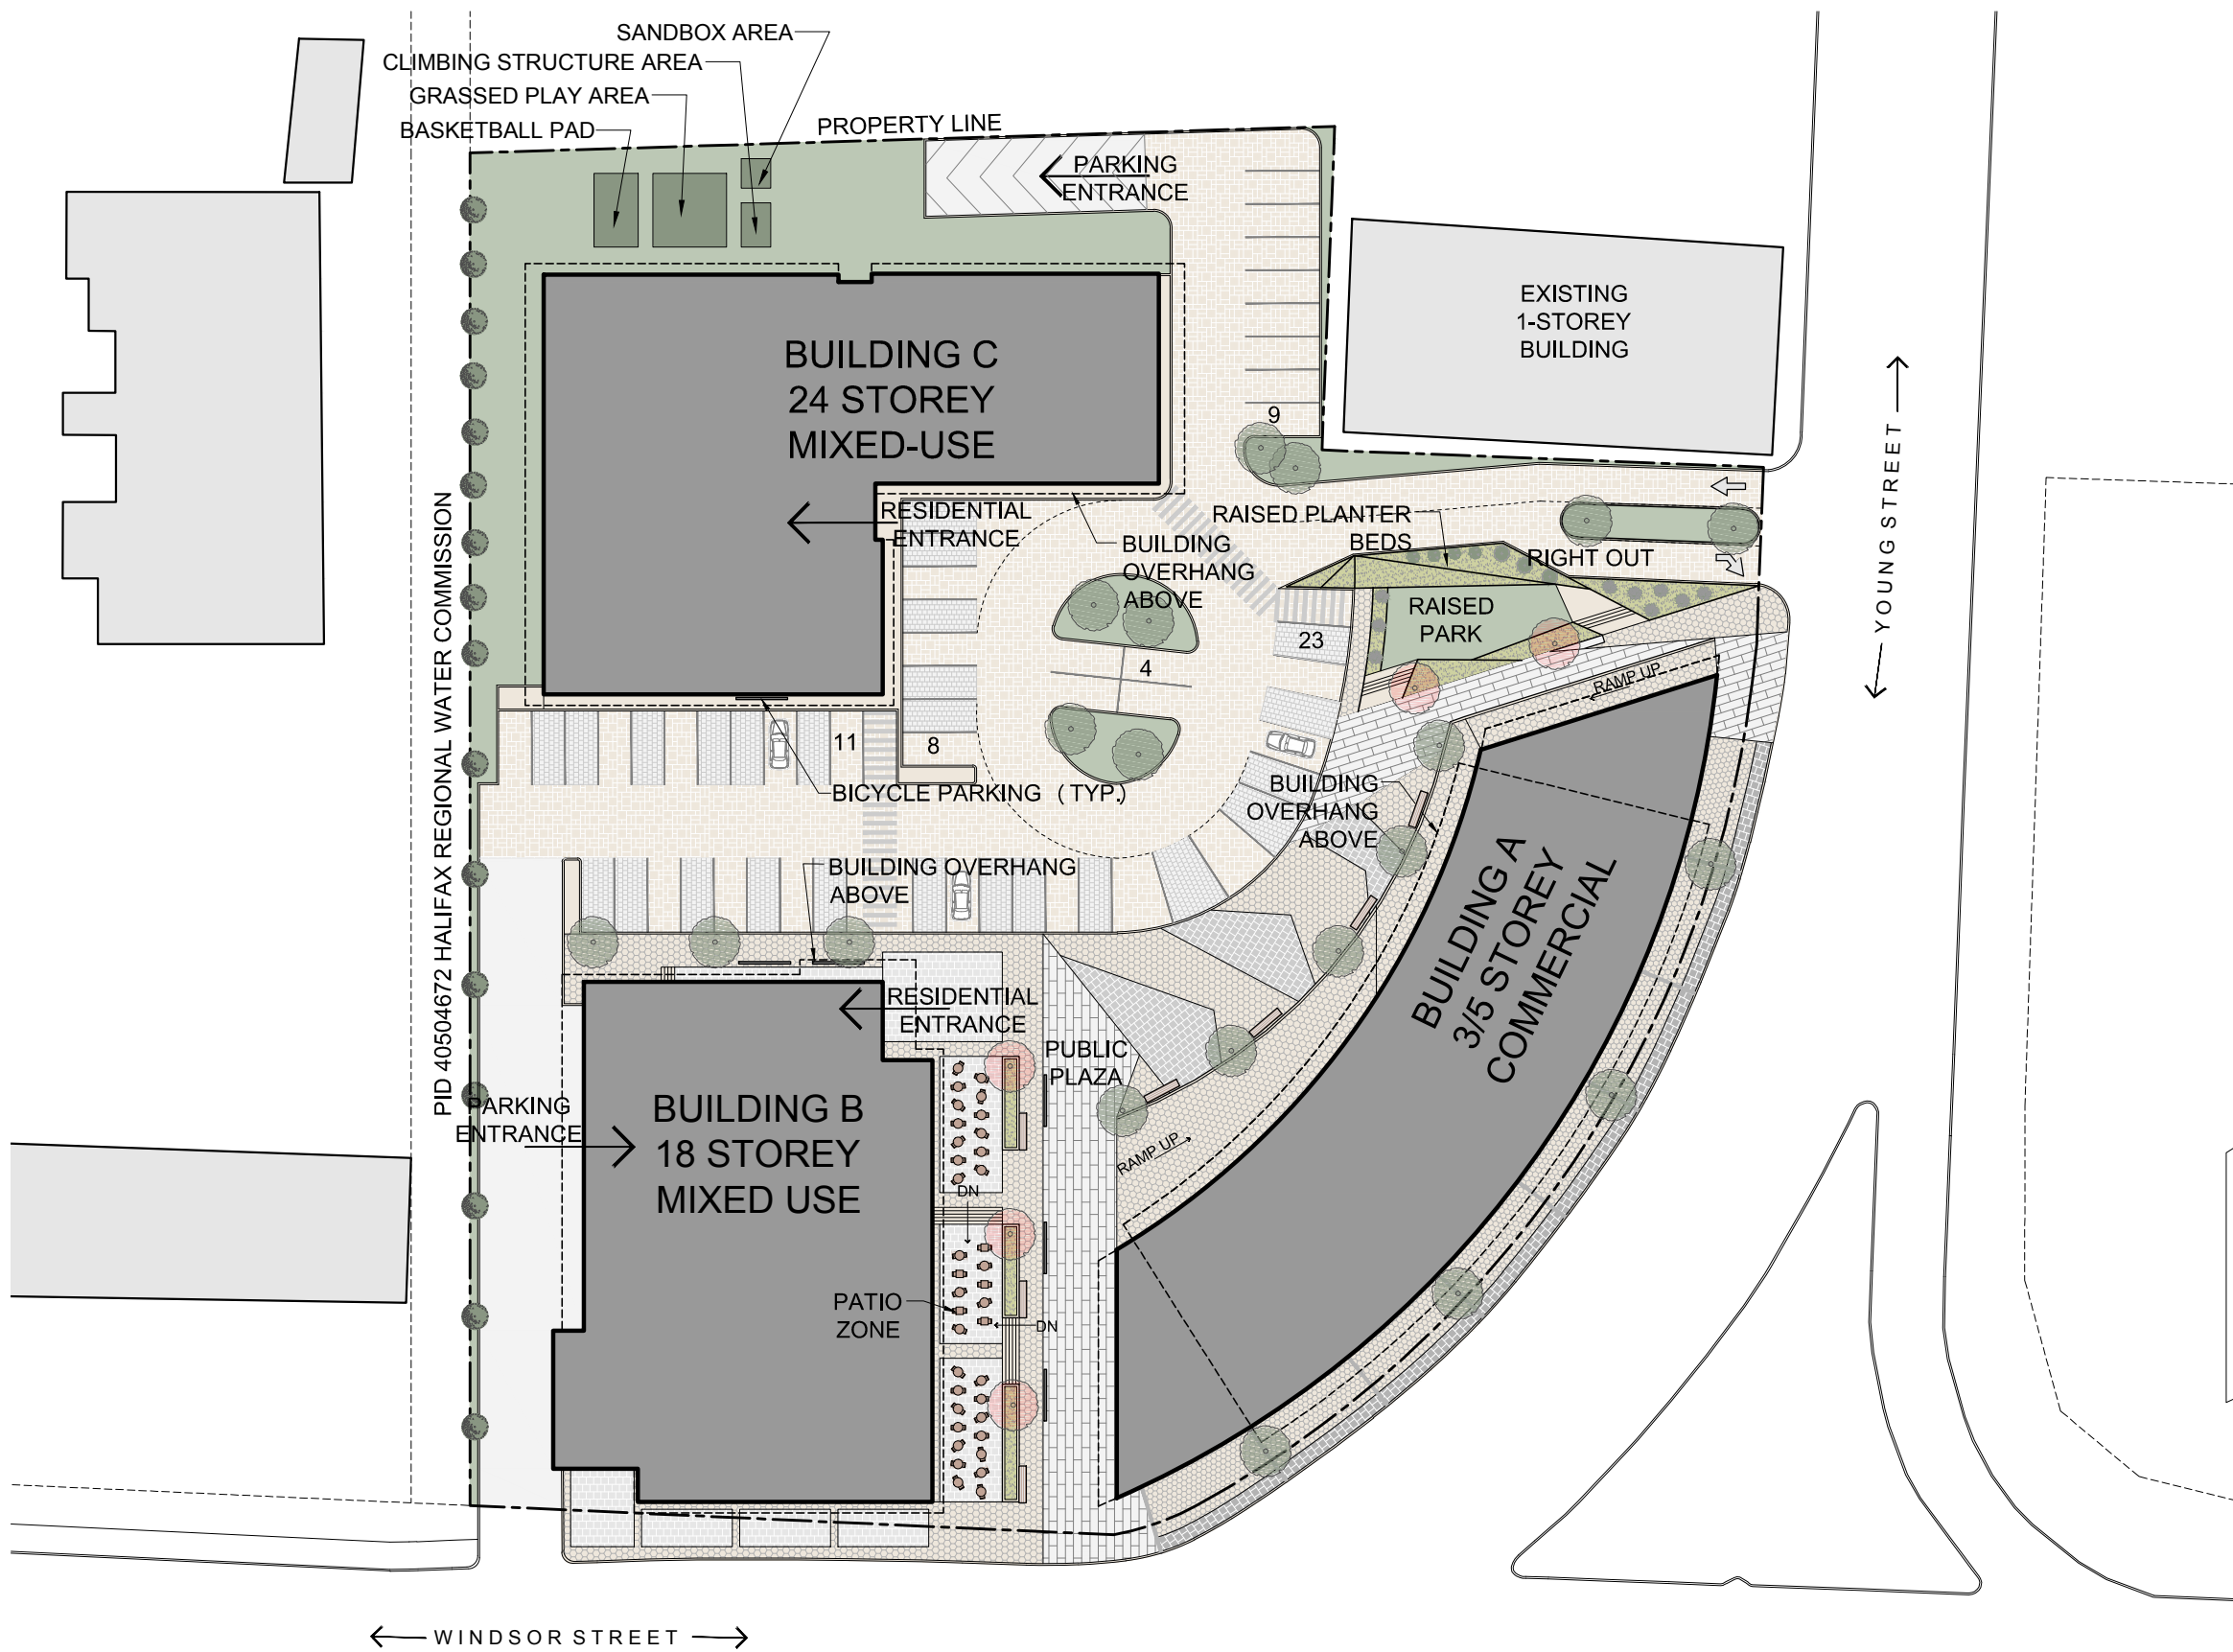 SANDBOX AREA
CLIMBING STRUCTURE AREA
GRASSED PLAY AREA
BASKETBALL PAD
PROPERTY LINE
PARKING
ENTRANCE
EXISTING
1-STOREY
BUILDING
BUILDING C
24 STOREY
MIXED-USE
9
RESIDENTIAL
ENTRANCE
BUILDING
OVERHANG
ABOVE
RAISED PLANTER
BEDS
RIGHT OUT
RAISED
PARK
23
4
RAMP UP
YOUNG STREET
PID 40504672 HALIFAX REGIONAL WATER COMMISSION
11
8
BICYCLE PARKING (TYP.)
BUILDING
OVERHANG
ABOVE
BUILDING OVERHANG
ABOVE
BUILDING A
3/5 STOREY
COMMERCIAL
RESIDENTIAL
ENTRANCE
PUBLIC
PLAZA
PARKING
ENTRANCE
BUILDING B
18 STOREY
MIXED USE
RAMP UP
DN
PATIO
ZONE
DN
WINDSOR STREET